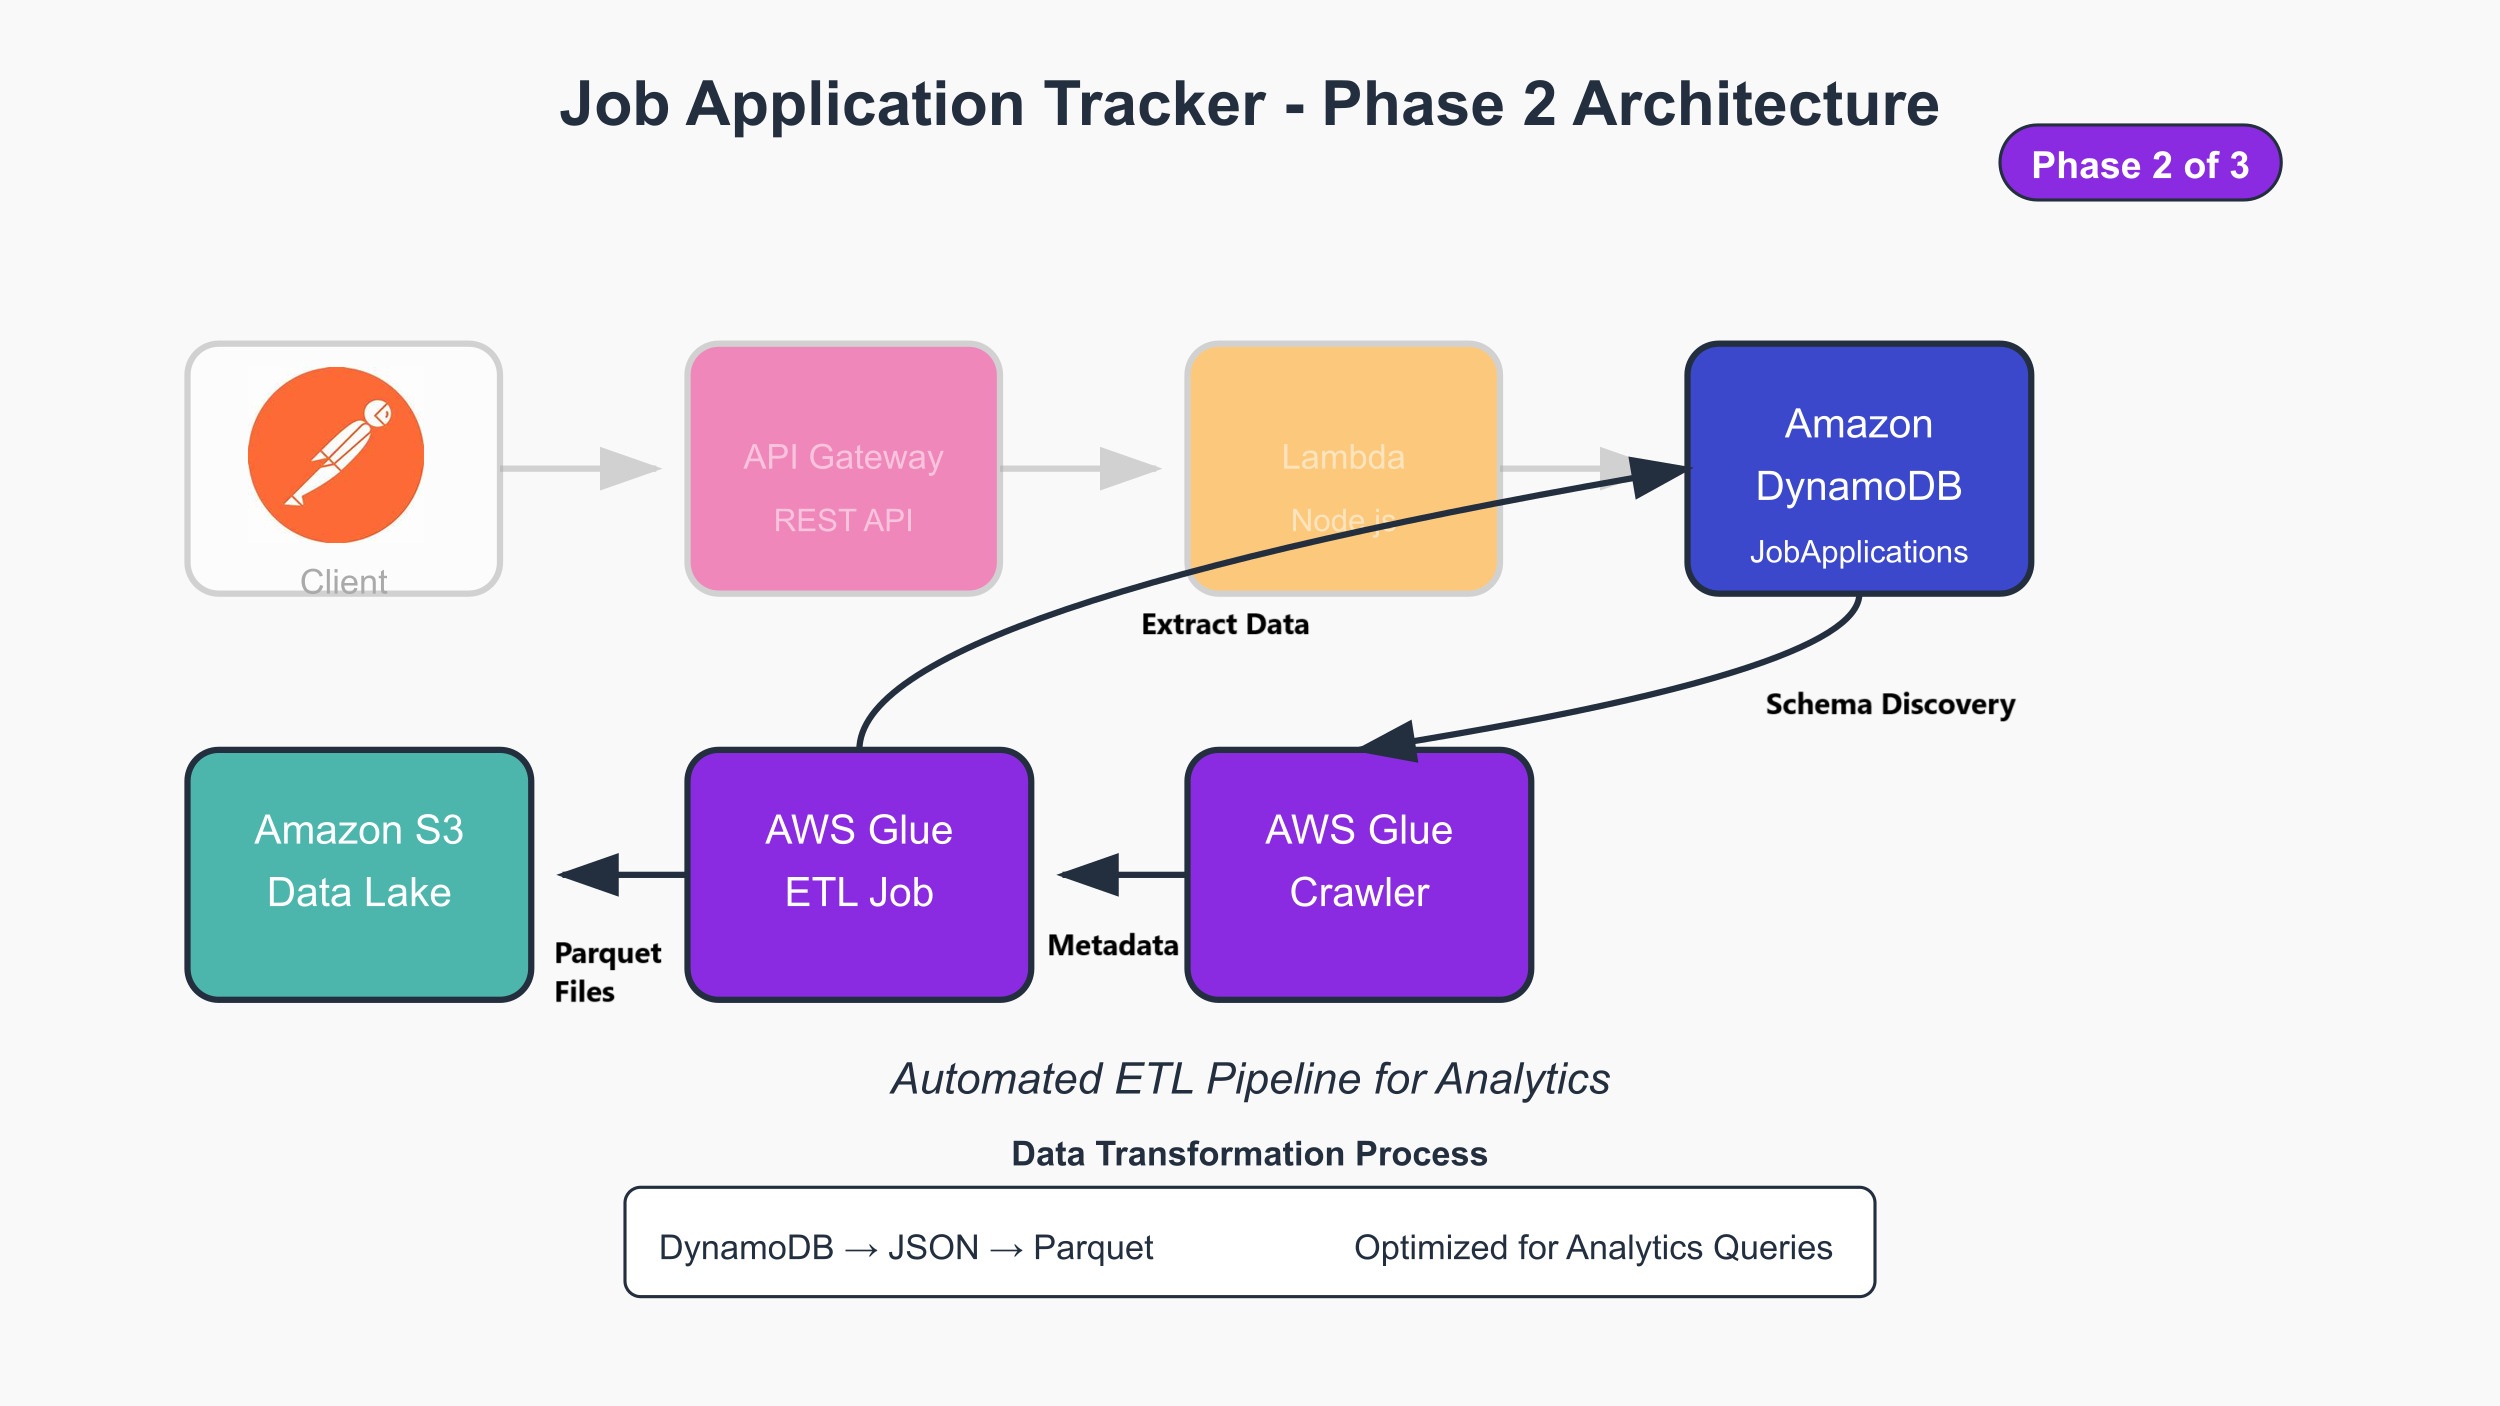 Job Application Tracker - Phase 2 Architecture
Phase 2 of 3
Client
API Gateway
REST API
Lambda
Node.js
Amazon
DynamoDB
JobApplications
Extract Data
Schema Discovery
Amazon S3
Data Lake
Parquet
Files
AWS Glue
ETL Job
Metadata
AWS Glue
Crawler
Automated ETL Pipeline for Analytics
Data Transformation Process
DynamoDB → JSON → Parquet
Optimized for Analytics Queries